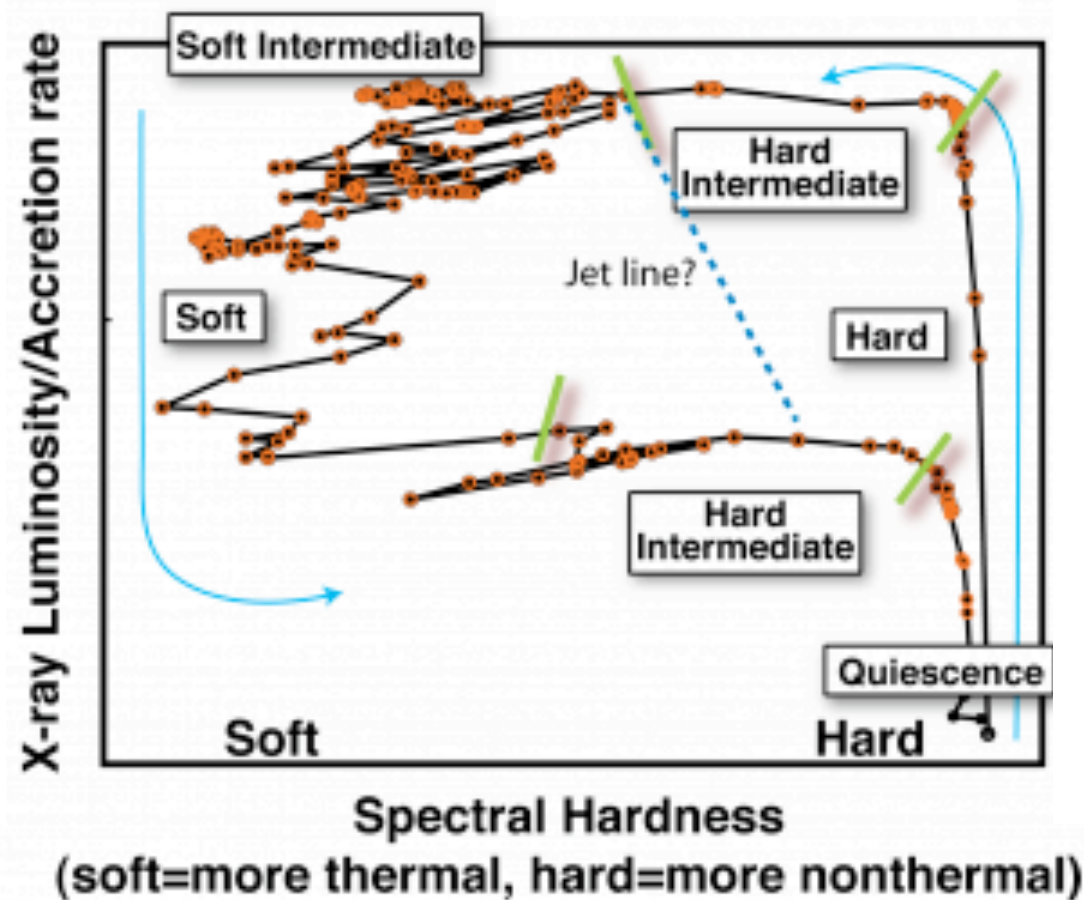 X-ray Luminosity/Accretion rate
Soft Intermediate
Hard
Intermediate
Jet line?
Soft
Hard
Hard
Intermediate
Quiescence
Soft
Hard
Spectral Hardness
(soft=more thermal, hard=more nonthermal)